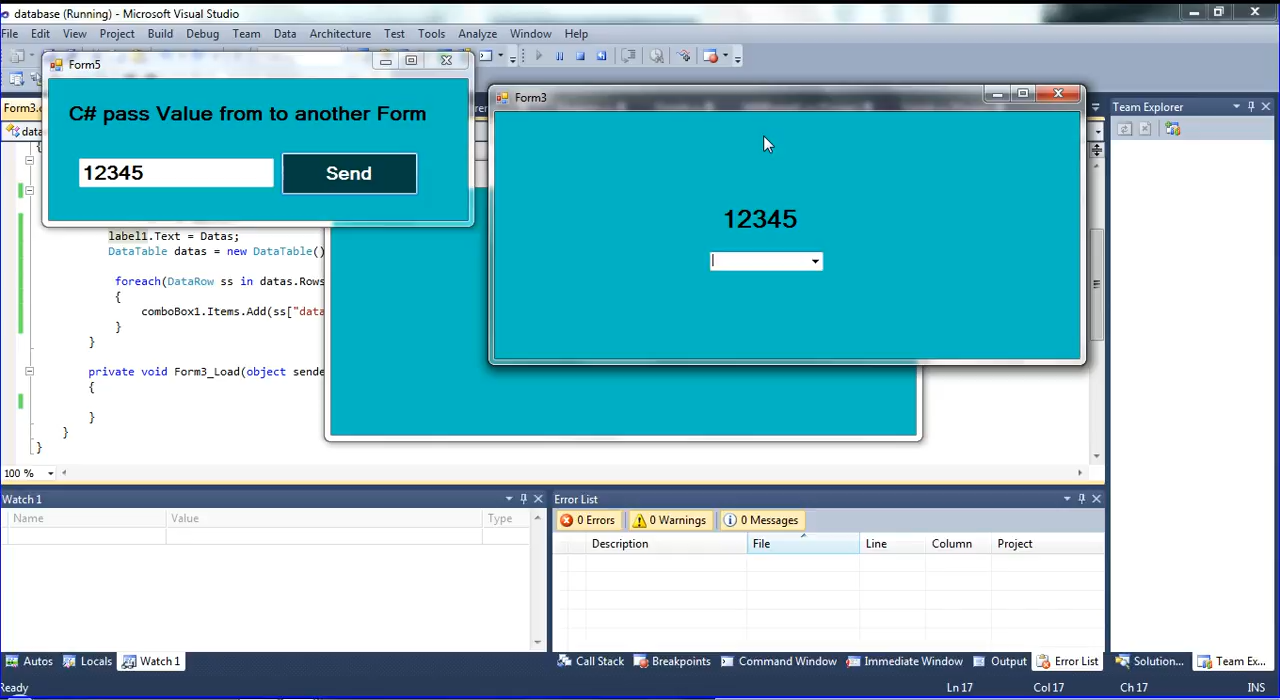 database (Running) - Microsoft Visual Studio
File Edit View Project Build Debug Team Data Architecture Test Tools Analyze Window Help
Form5
C# pass Value from to another Form
12345 Send
Form3
12345
Team Explorer
Form3.
label1.Text = Datas;
DataTable datas = new DataTable()
foreach(DataRow ss in datas.Rows
{
comboBox1.Items.Add(ss["data
}
}
private void Form3_Load(object sende
{
}
}
}
100 %
Watch 1
Name Value Type
Error List
0 Errors 0 Warnings 0 Messages
Description File Line Column Project
Autos Locals Watch 1
Call Stack Breakpoints Command Window Immediate Window Output Error List
Solution... Team Ex...
Ready Ln 17 Col 17 Ch 17 INS